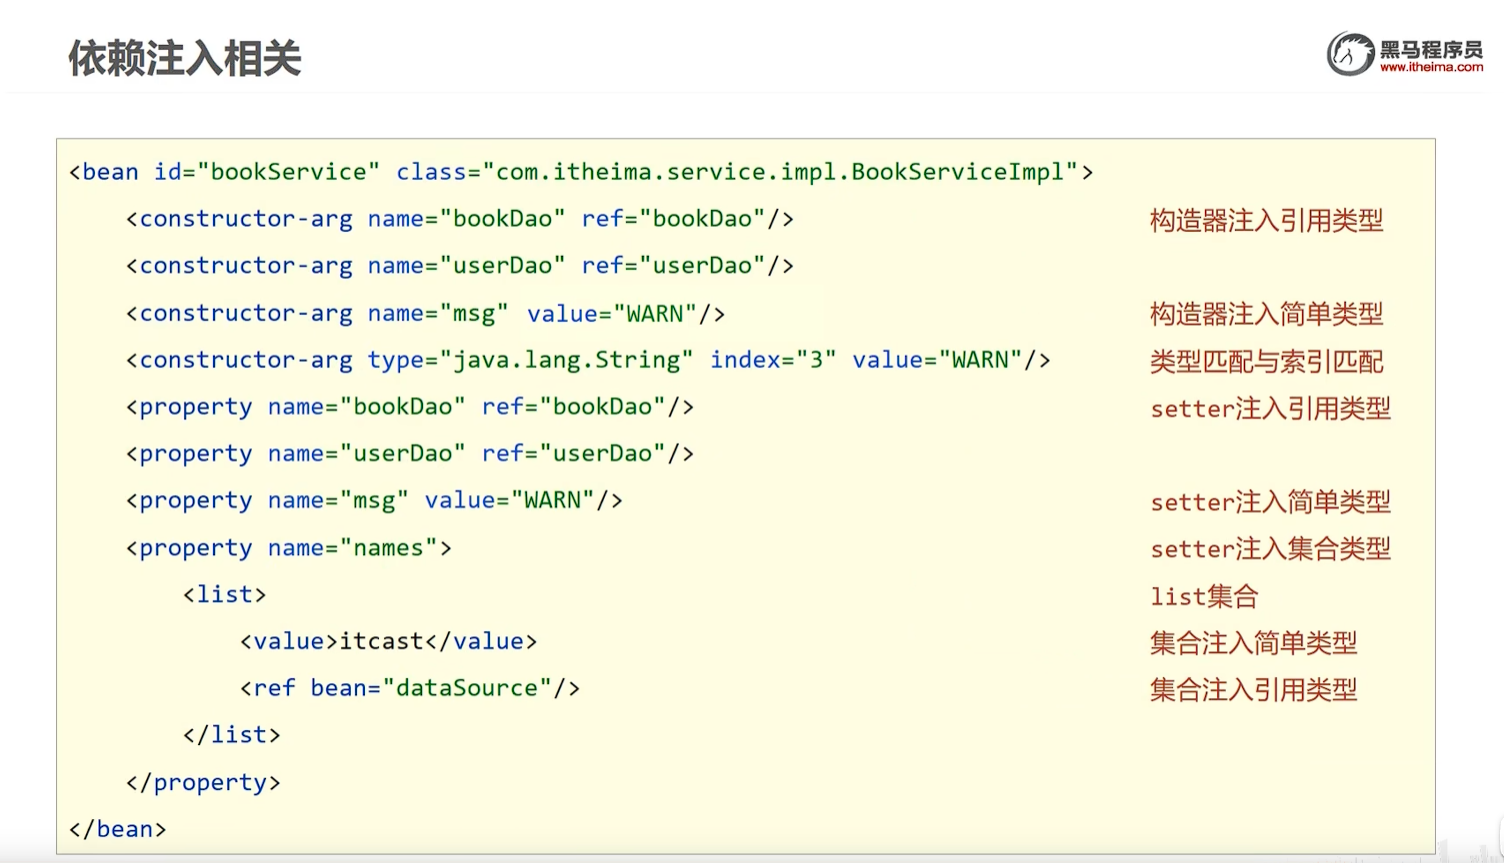 依赖注入相关
黑马程序员
www.itheima.com
<bean id="bookService" class="com.itheima.service.impl.BookServiceImpl">
<constructor-arg name="bookDao" ref="bookDao"/> 构造器注入引用类型
<constructor-arg name="userDao" ref="userDao"/>
<constructor-arg name="msg" value="WARN"/> 构造器注入简单类型
<constructor-arg type="java.lang.String" index="3" value="WARN"/> 类型匹配与索引匹配
<property name="bookDao" ref="bookDao"/> setter注入引用类型
<property name="userDao" ref="userDao"/>
<property name="msg" value="WARN"/> setter注入简单类型
<property name="names"> setter注入集合类型
<list> list集合
<value>itcast</value> 集合注入简单类型
<ref bean="dataSource"/> 集合注入引用类型
</list>
</property>
</bean>